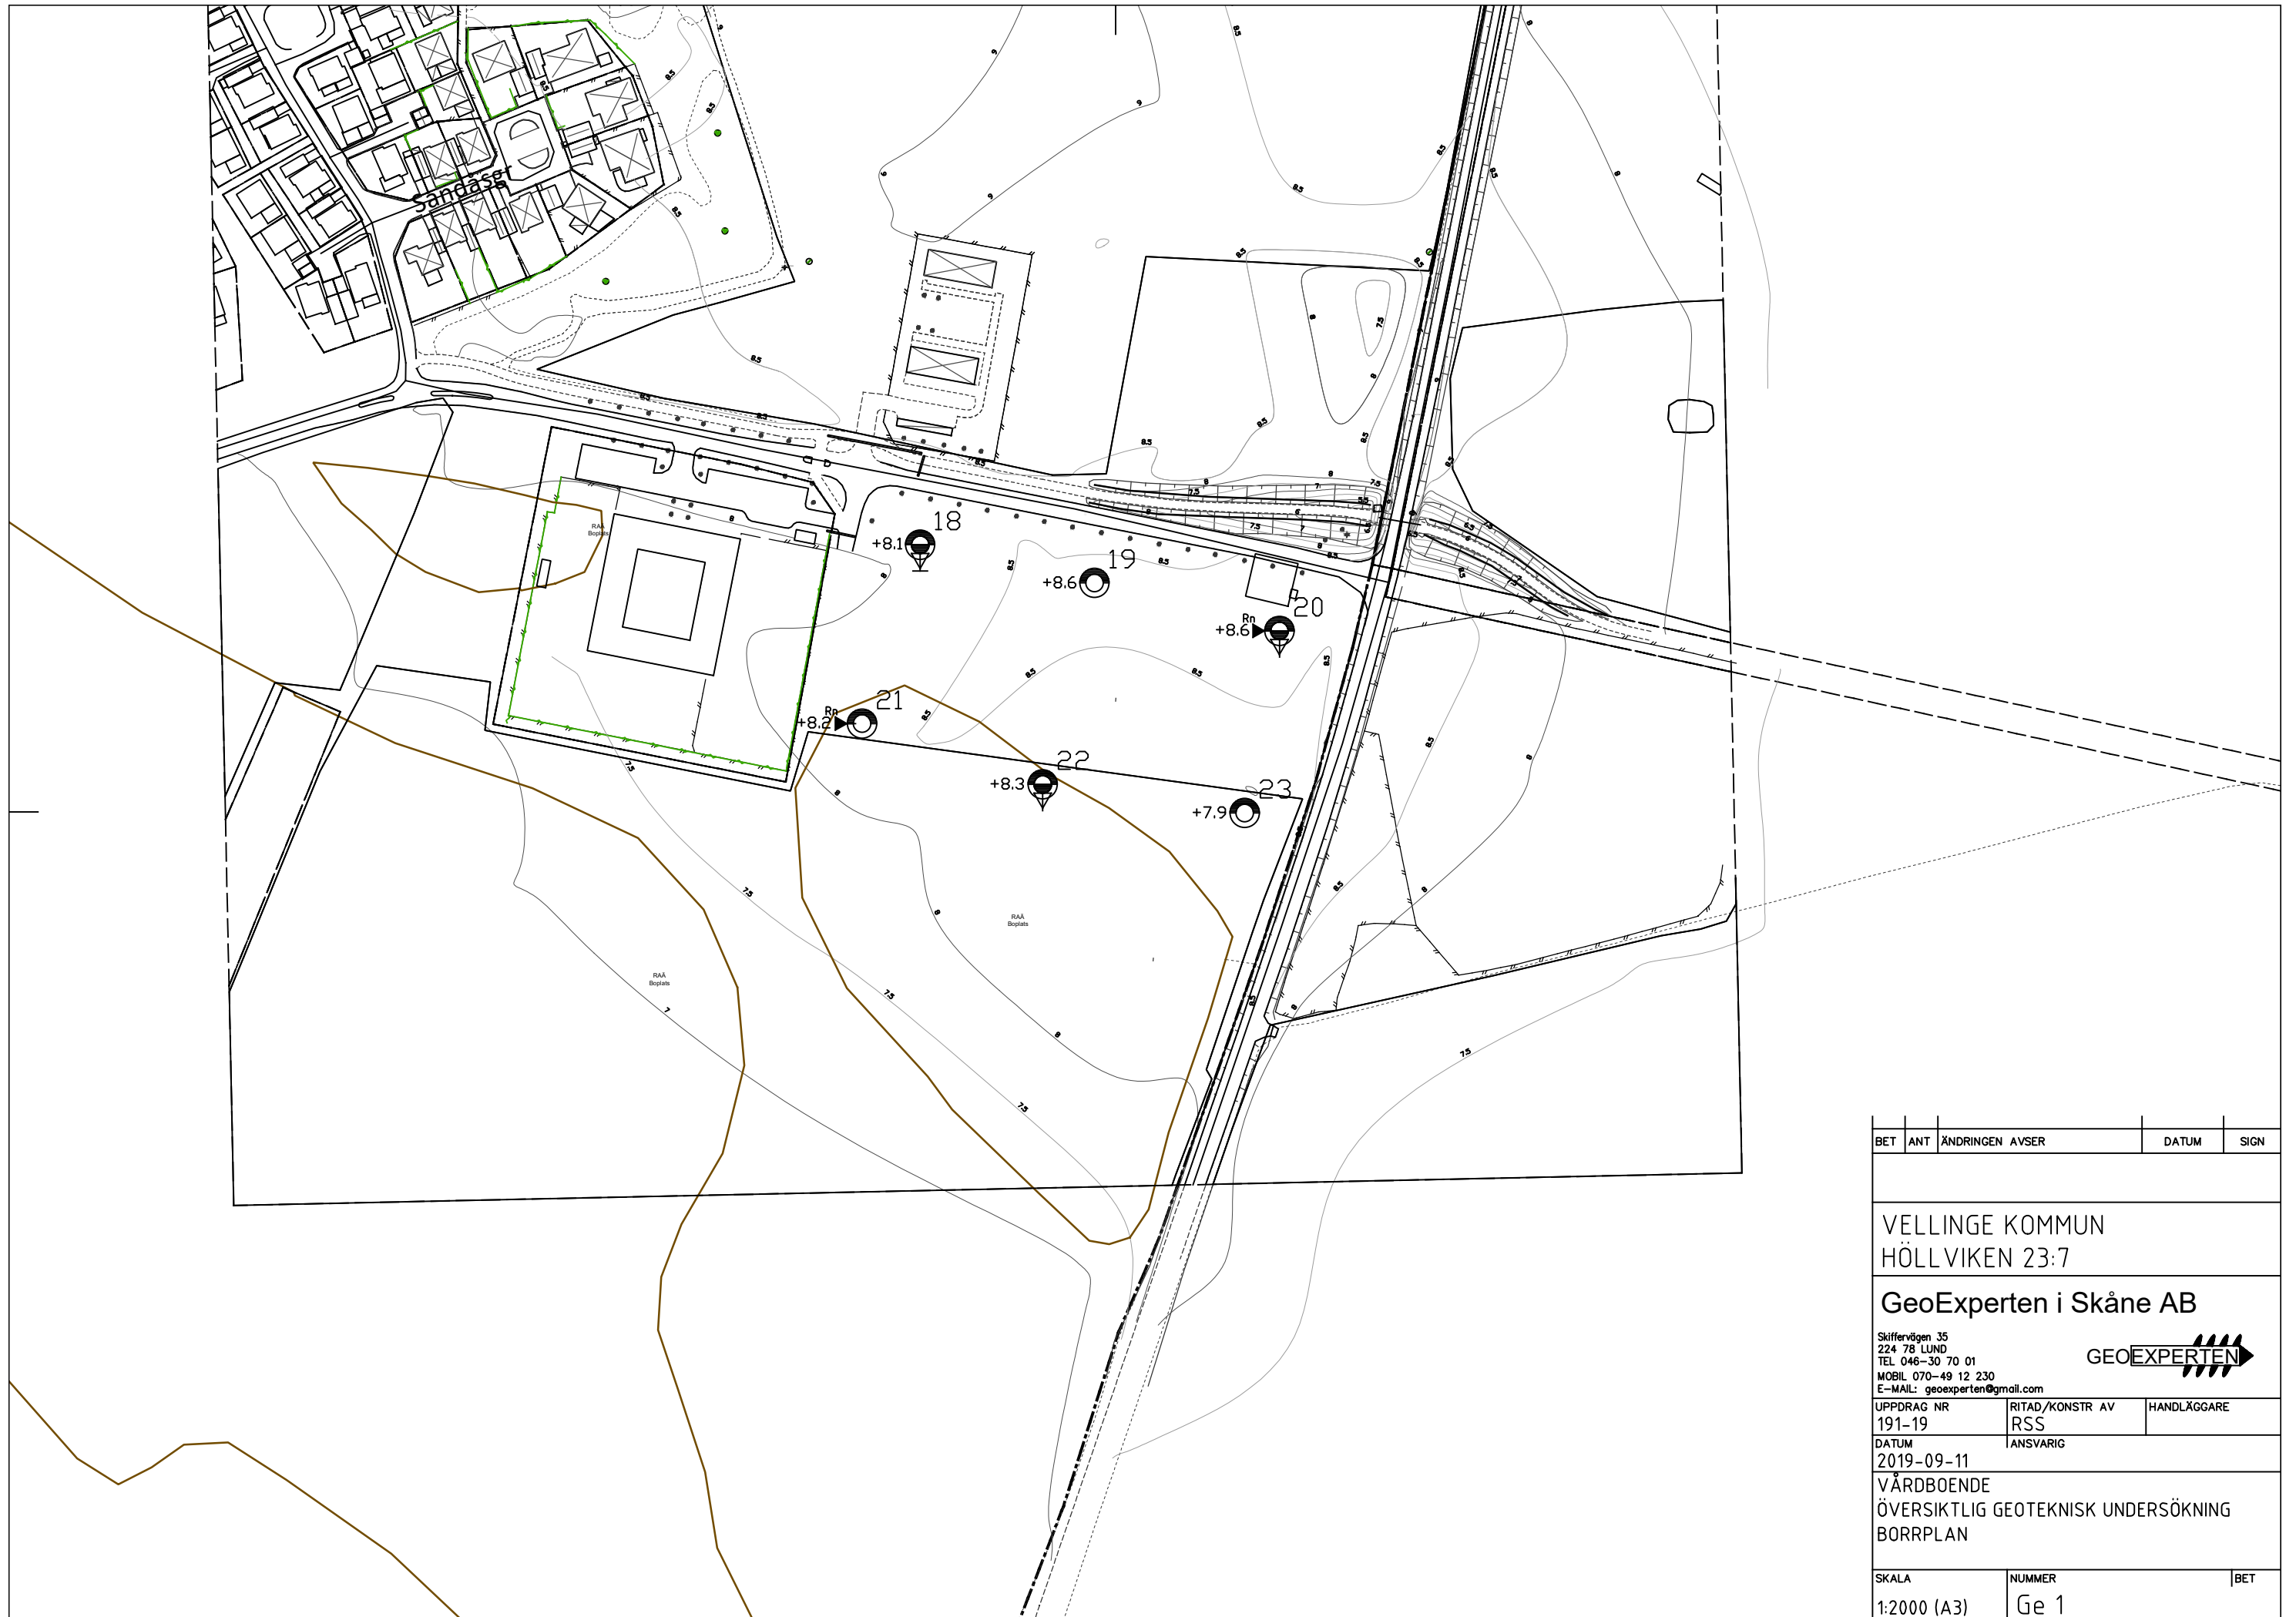 Sandåsgr
18
+8.1
19
+8.6
20
Rn
+8.6
21
Rn
+8.2
22
+8.3
23
+7.9
RAÄ
Boplats
RAÄ
Boplats
RAÄ
Boplats
BET ANT ÄNDRINGEN AVSER DATUM SIGN
VELLINGE KOMMUN
HÖLLVIKEN 23:7
GeoExperten i Skåne AB
Skiffervägen 35
224 78 LUND
TEL 046-30 70 01
MOBIL 070-49 12 230
E-MAIL: geoexperten@gmail.com
GEOEXPERTEN
UPPDRAG NR RITAD/KONSTR AV HANDLÄGGARE
191-19 RSS
DATUM ANSVARIG
2019-09-11
VÅRDBOENDE
ÖVERSIKTLIG GEOTEKNISK UNDERSÖKNING
BORRPLAN
SKALA NUMMER BET
1:2000 (A3) Ge 1